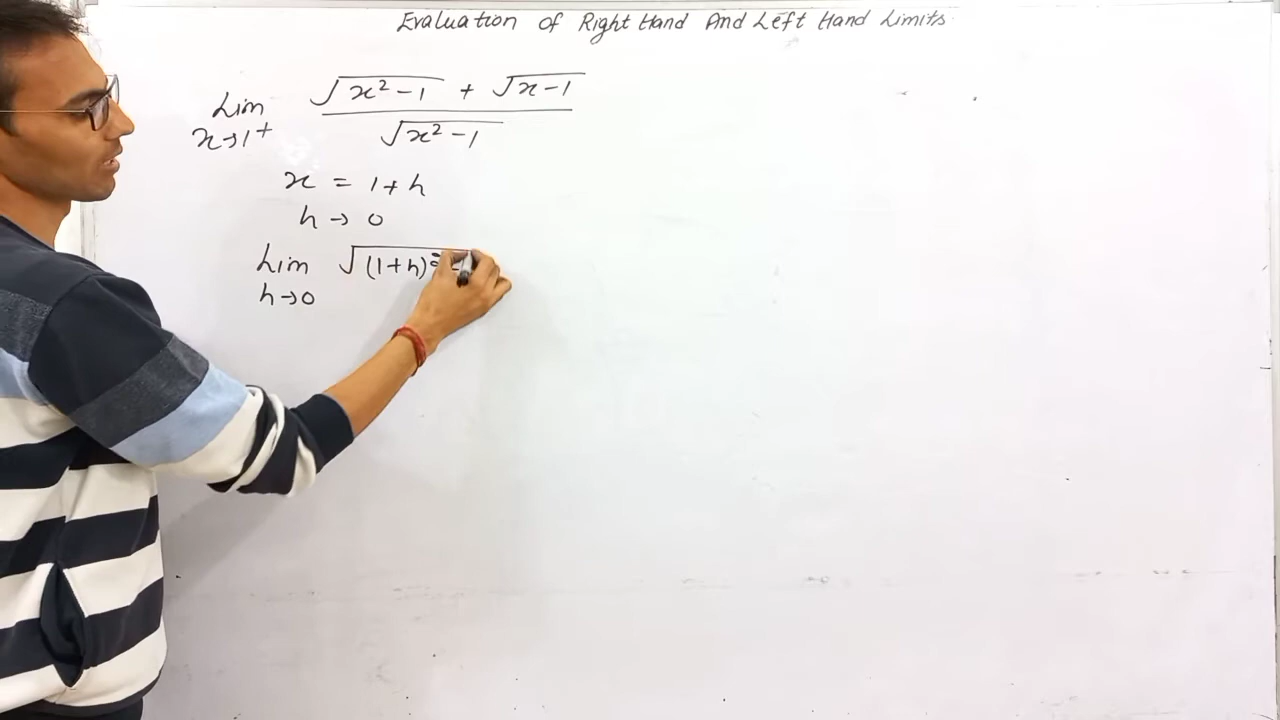 Evaluation of Right Hand And Left Hand Limits.
Lim x→1⁺ (√(x²-1) + √(x-1)) / √(x²-1)
x = 1+h
h → 0
Lim h→0 √((1+h)² -